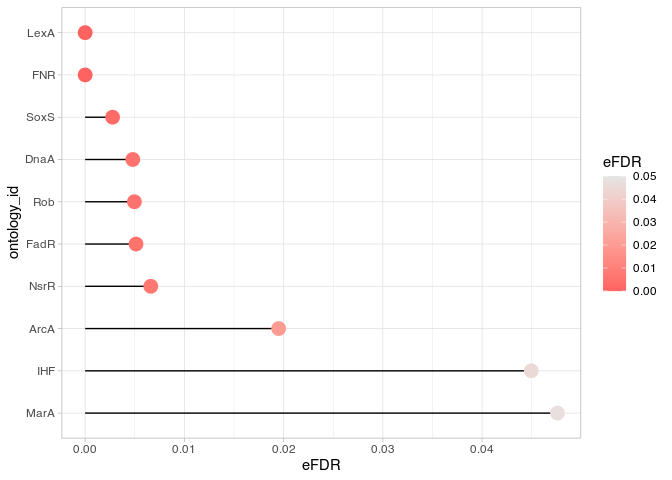 LexA
FNR
SoxS
DnaA
Rob
FadR
NsrR
ArcA
IHF
MarA
ontology_id
0.00 0.01 0.02 0.03 0.04
eFDR
eFDR
0.05
0.04
0.03
0.02
0.01
0.00